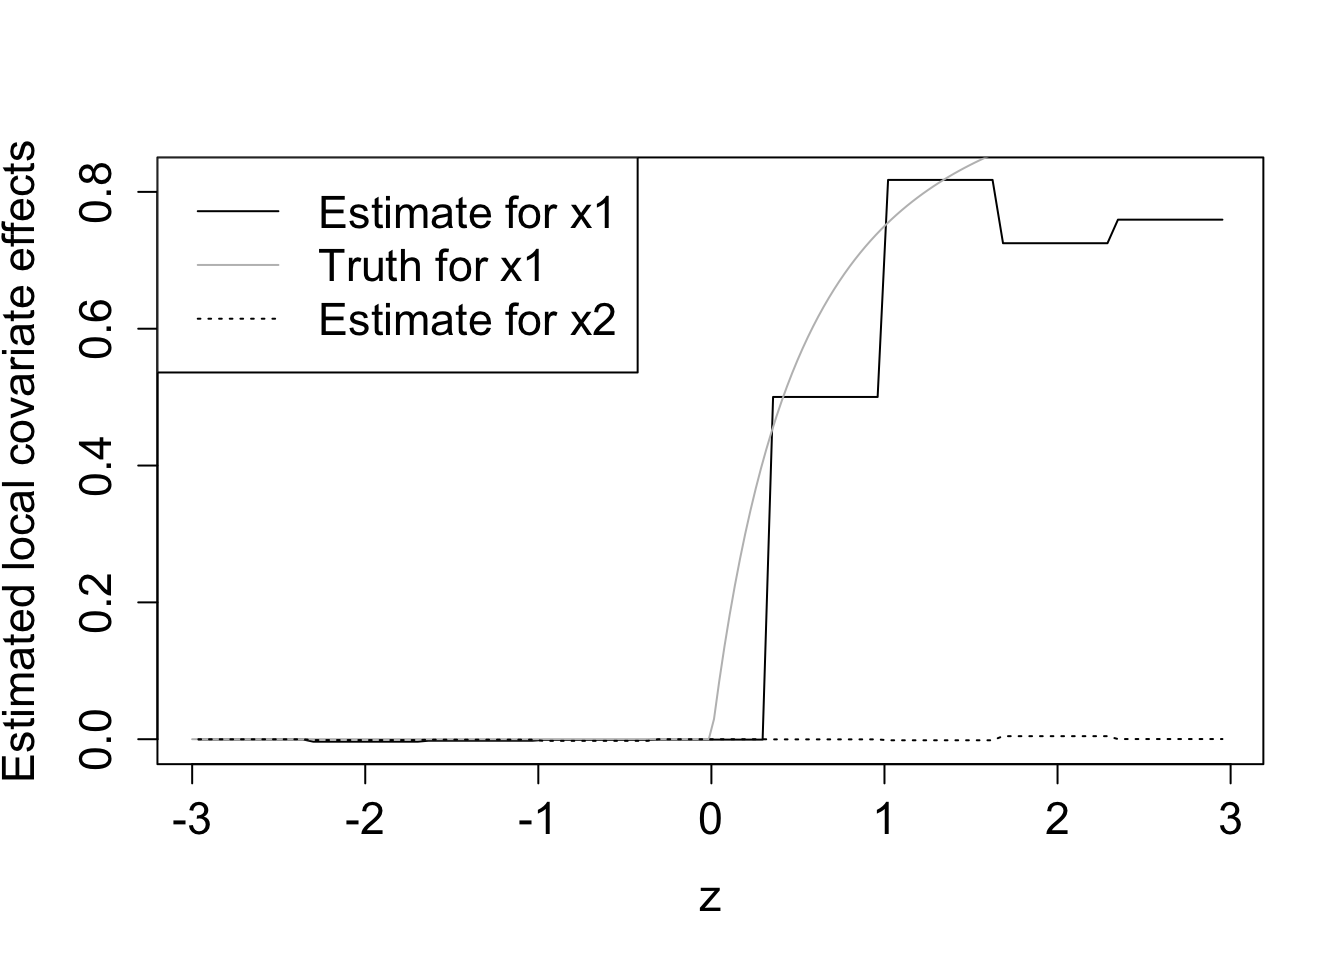 Estimated local covariate effects
0.8
0.6
0.4
0.2
0.0
Estimate for x1
Truth for x1
Estimate for x2
-3 -2 -1 0 1 2 3
z